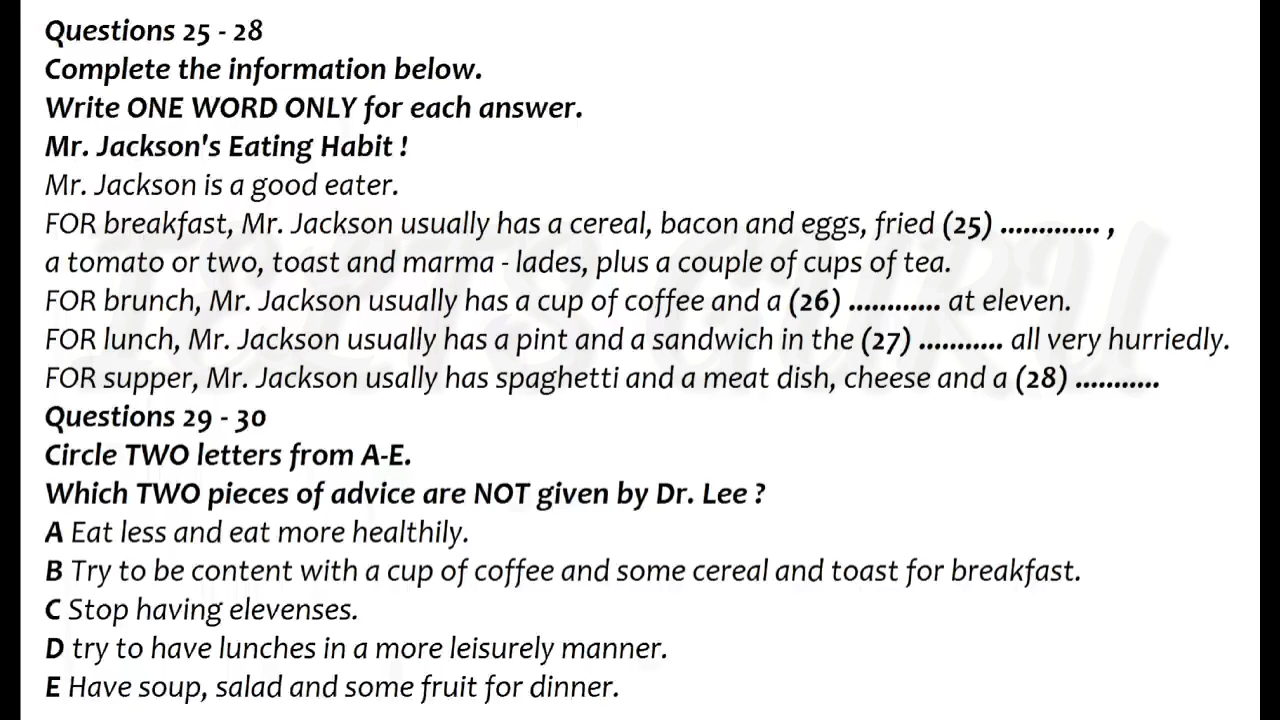 Questions 25 - 28
Complete the information below.
Write ONE WORD ONLY for each answer.
Mr. Jackson's Eating Habit !
Mr. Jackson is a good eater.
FOR breakfast, Mr. Jackson usually has a cereal, bacon and eggs, fried (25) ............. ,
a tomato or two, toast and marma - lades, plus a couple of cups of tea.
FOR brunch, Mr. Jackson usually has a cup of coffee and a (26) ............ at eleven.
FOR lunch, Mr. Jackson usually has a pint and a sandwich in the (27) ........... all very hurriedly.
FOR supper, Mr. Jackson usally has spaghetti and a meat dish, cheese and a (28) ...........
Questions 29 - 30
Circle TWO letters from A-E.
Which TWO pieces of advice are NOT given by Dr. Lee ?
A Eat less and eat more healthily.
B Try to be content with a cup of coffee and some cereal and toast for breakfast.
C Stop having elevenses.
D try to have lunches in a more leisurely manner.
E Have soup, salad and some fruit for dinner.